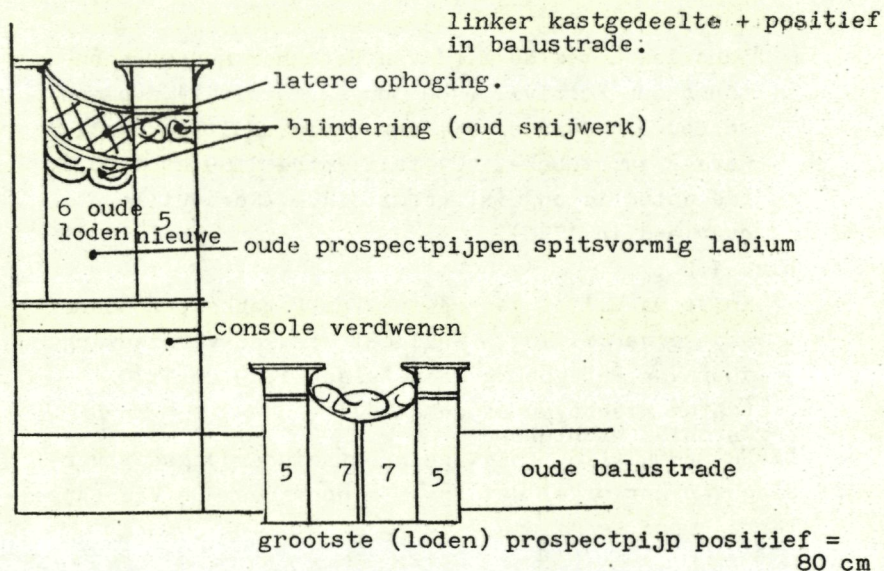 linker kastgedeelte + positief
in balustrade.
latere ophoging.
blindering (oud snijwerk)
6 oude
loden
5
nieuwe
oude prospectpijpen spitsvormig labium
console verdwenen
5 7 7 5
oude balustrade
grootste (loden) prospectpijp positief =
80 cm